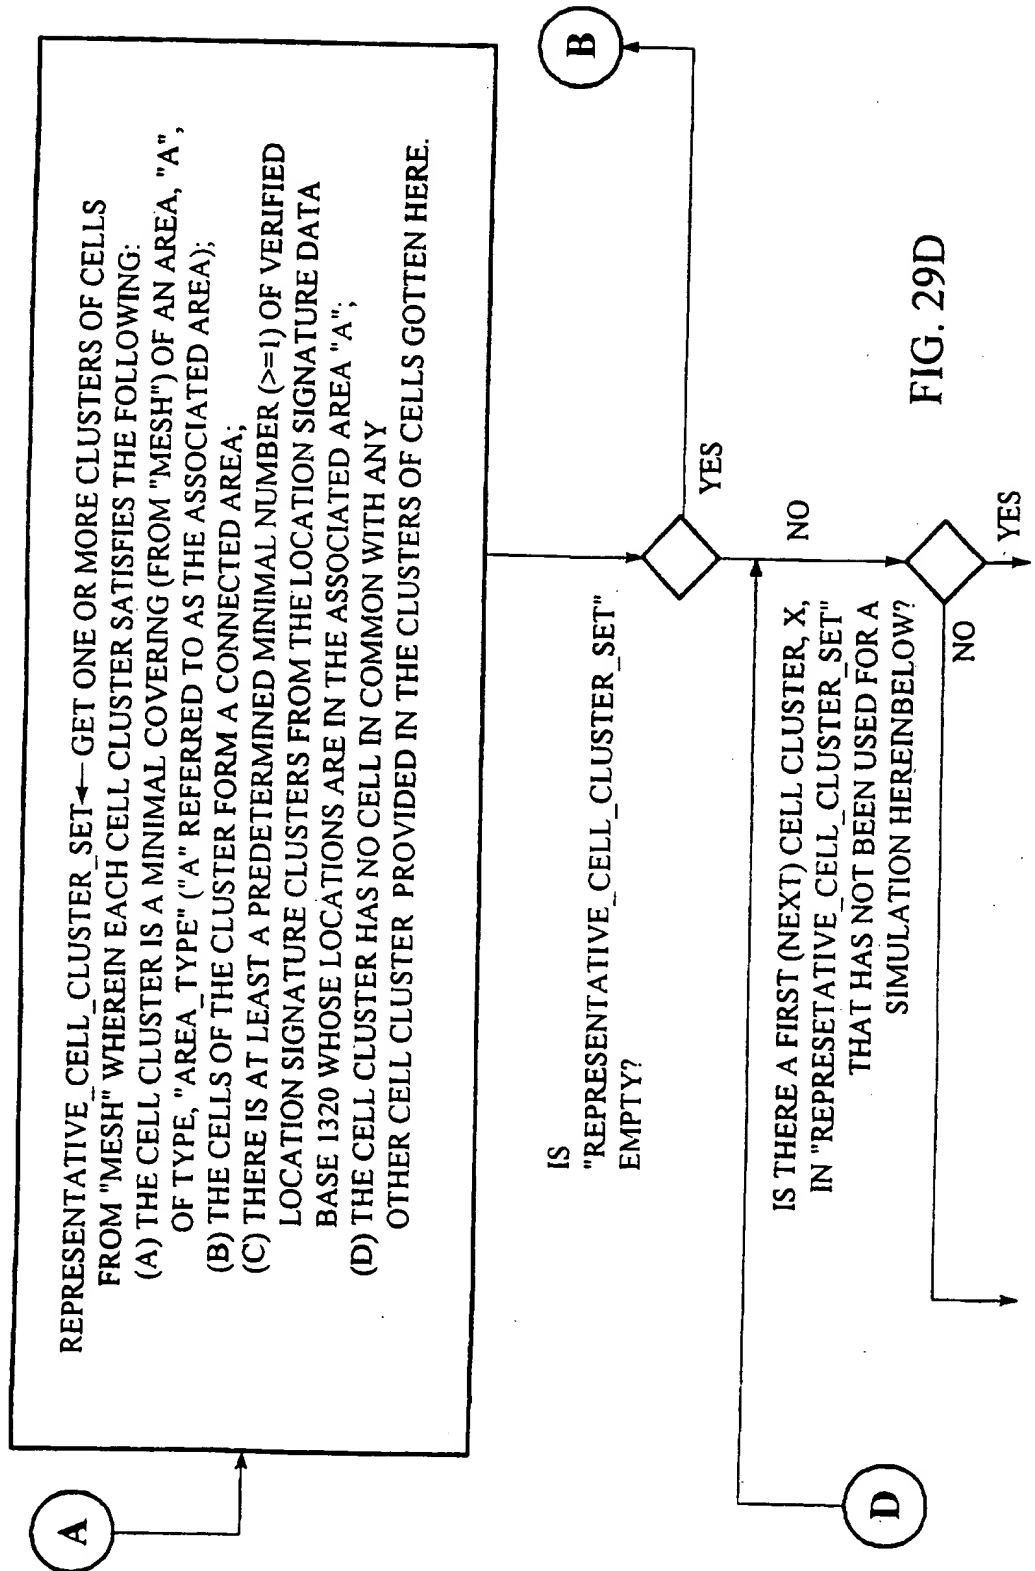 A
REPRESENTATIVE_CELL_CLUSTER_SET ← GET ONE OR MORE CLUSTERS OF CELLS
FROM "MESH" WHEREIN EACH CELL CLUSTER SATISFIES THE FOLLOWING:
(A) THE CELL CLUSTER IS A MINIMAL COVERING (FROM "MESH") OF AN AREA, "A",
OF TYPE, "AREA_TYPE" ("A" REFERRED TO AS THE ASSOCIATED AREA);
(B) THE CELLS OF THE CLUSTER FORM A CONNECTED AREA;
(C) THERE IS AT LEAST A PREDETERMINED MINIMAL NUMBER (>=1) OF VERIFIED
LOCATION SIGNATURE CLUSTERS FROM THE LOCATION SIGNATURE DATA
BASE 1320 WHOSE LOCATIONS ARE IN THE ASSOCIATED AREA "A";
(D) THE CELL CLUSTER HAS NO CELL IN COMMON WITH ANY
OTHER CELL CLUSTER PROVIDED IN THE CLUSTERS OF CELLS GOTTEN HERE.
IS
"REPRESENTATIVE_CELL_CLUSTER_SET"
EMPTY?
YES
B
NO
D
IS THERE A FIRST (NEXT) CELL CLUSTER, X,
IN "REPRESETATIVE_CELL_CLUSTER_SET"
THAT HAS NOT BEEN USED FOR A
SIMULATION HEREINBELOW?
NO
YES
FIG. 29D